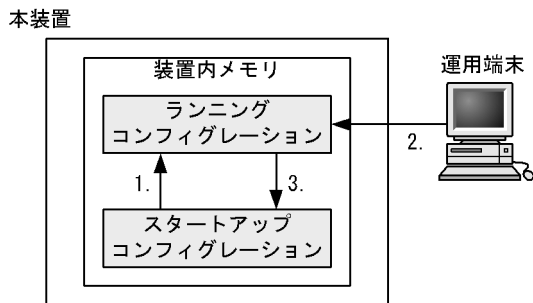 本装置
装置内メモリ
運用端末
ランニング
コンフィグレーション
2.
1.
3.
スタートアップ
コンフィグレーション